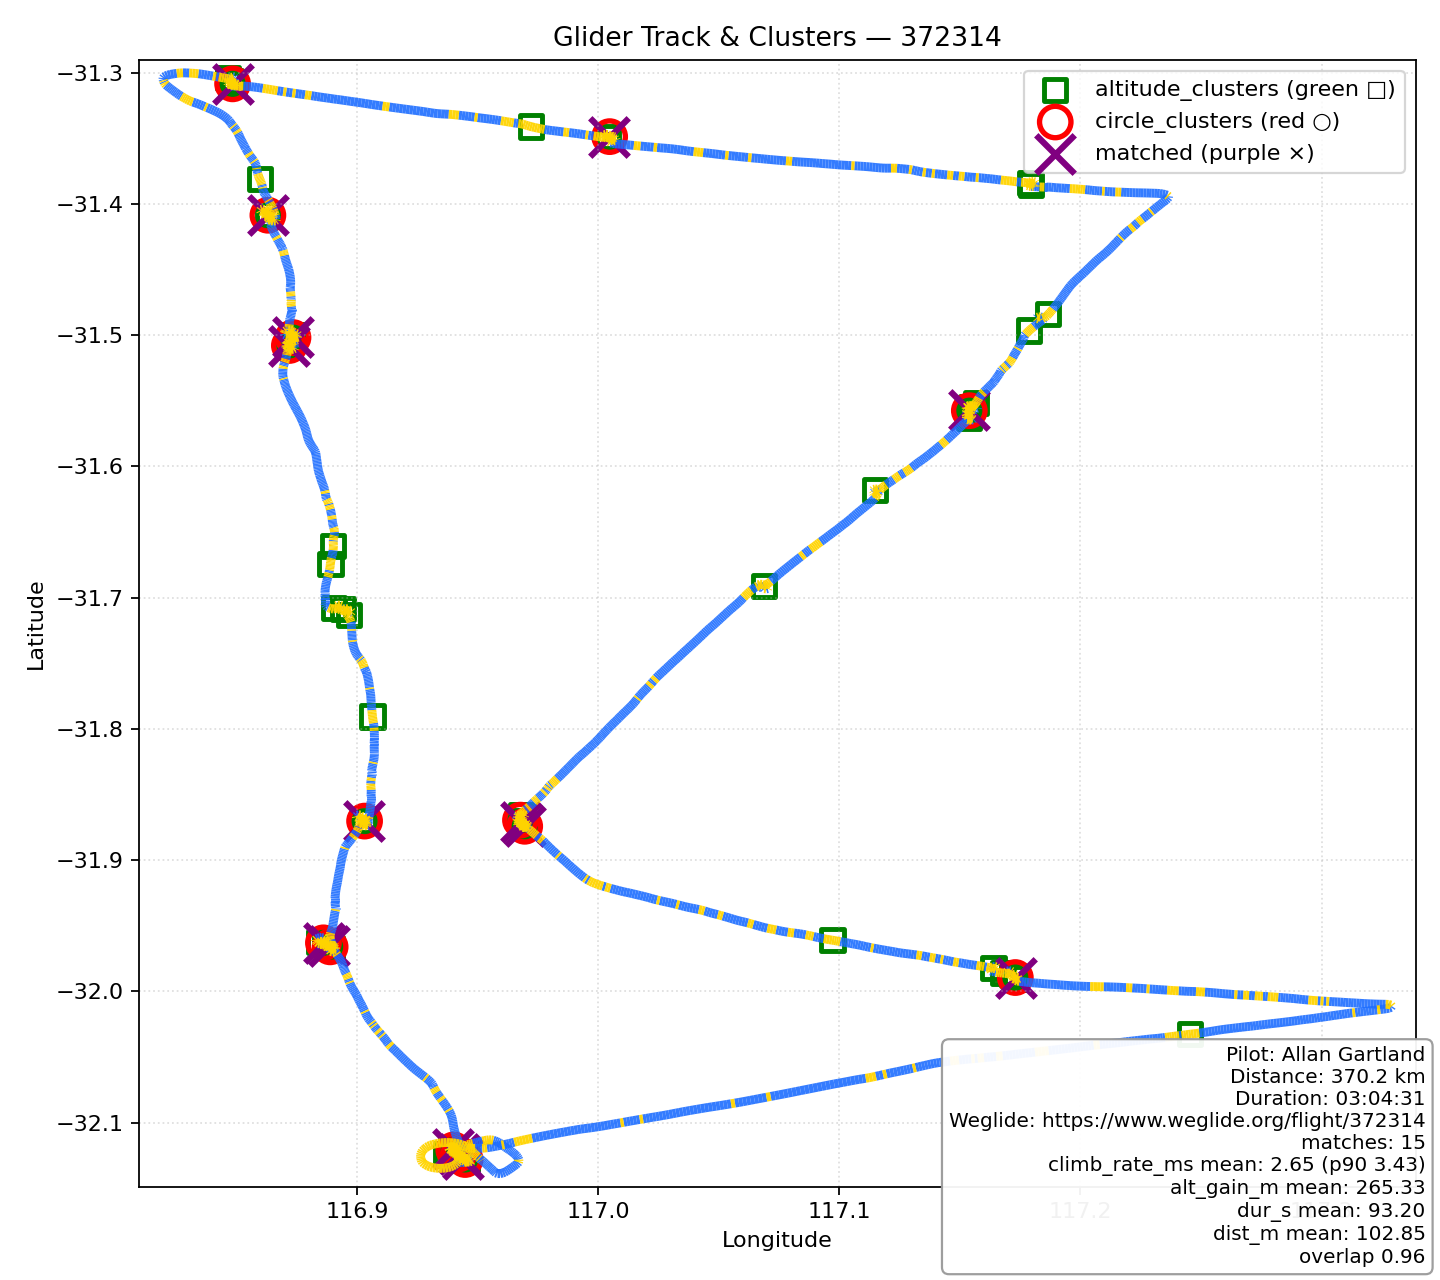 Glider Track & Clusters — 372314
altitude_clusters (green □)
circle_clusters (red ○)
matched (purple ×)
Latitude
−31.3
−31.4
−31.5
−31.6
−31.7
−31.8
−31.9
−32.0
−32.1
116.9
117.0
117.1
117.2
Longitude
Pilot: Allan Gartland
Distance: 370.2 km
Duration: 03:04:31
Weglide: https://www.weglide.org/flight/372314
matches: 15
climb_rate_ms mean: 2.65 (p90 3.43)
alt_gain_m mean: 265.33
dur_s mean: 93.20
dist_m mean: 102.85
overlap 0.96